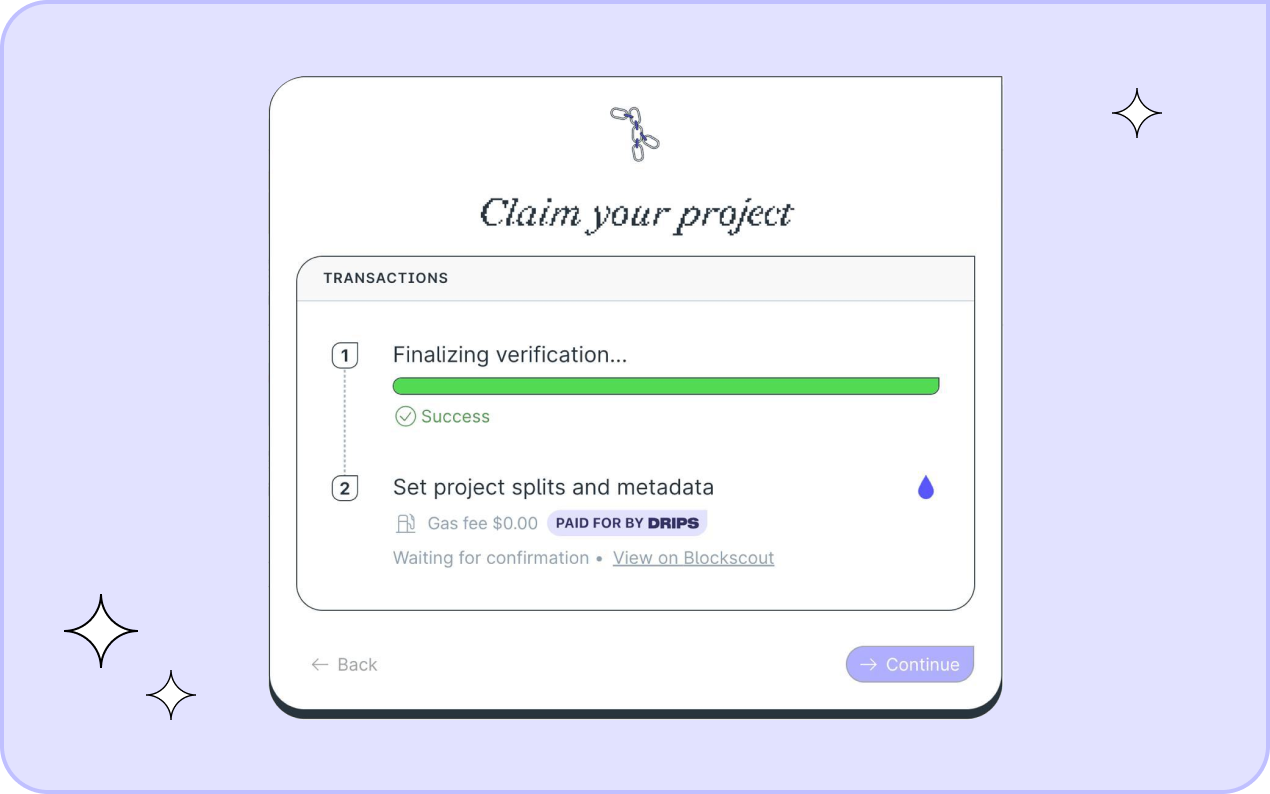 Claim your project
TRANSACTIONS
1
Finalizing verification...
Success
2
Set project splits and metadata
Gas fee $0.00 PAID FOR BY DRIPS
Waiting for confirmation • View on Blockscout
← Back
→ Continue